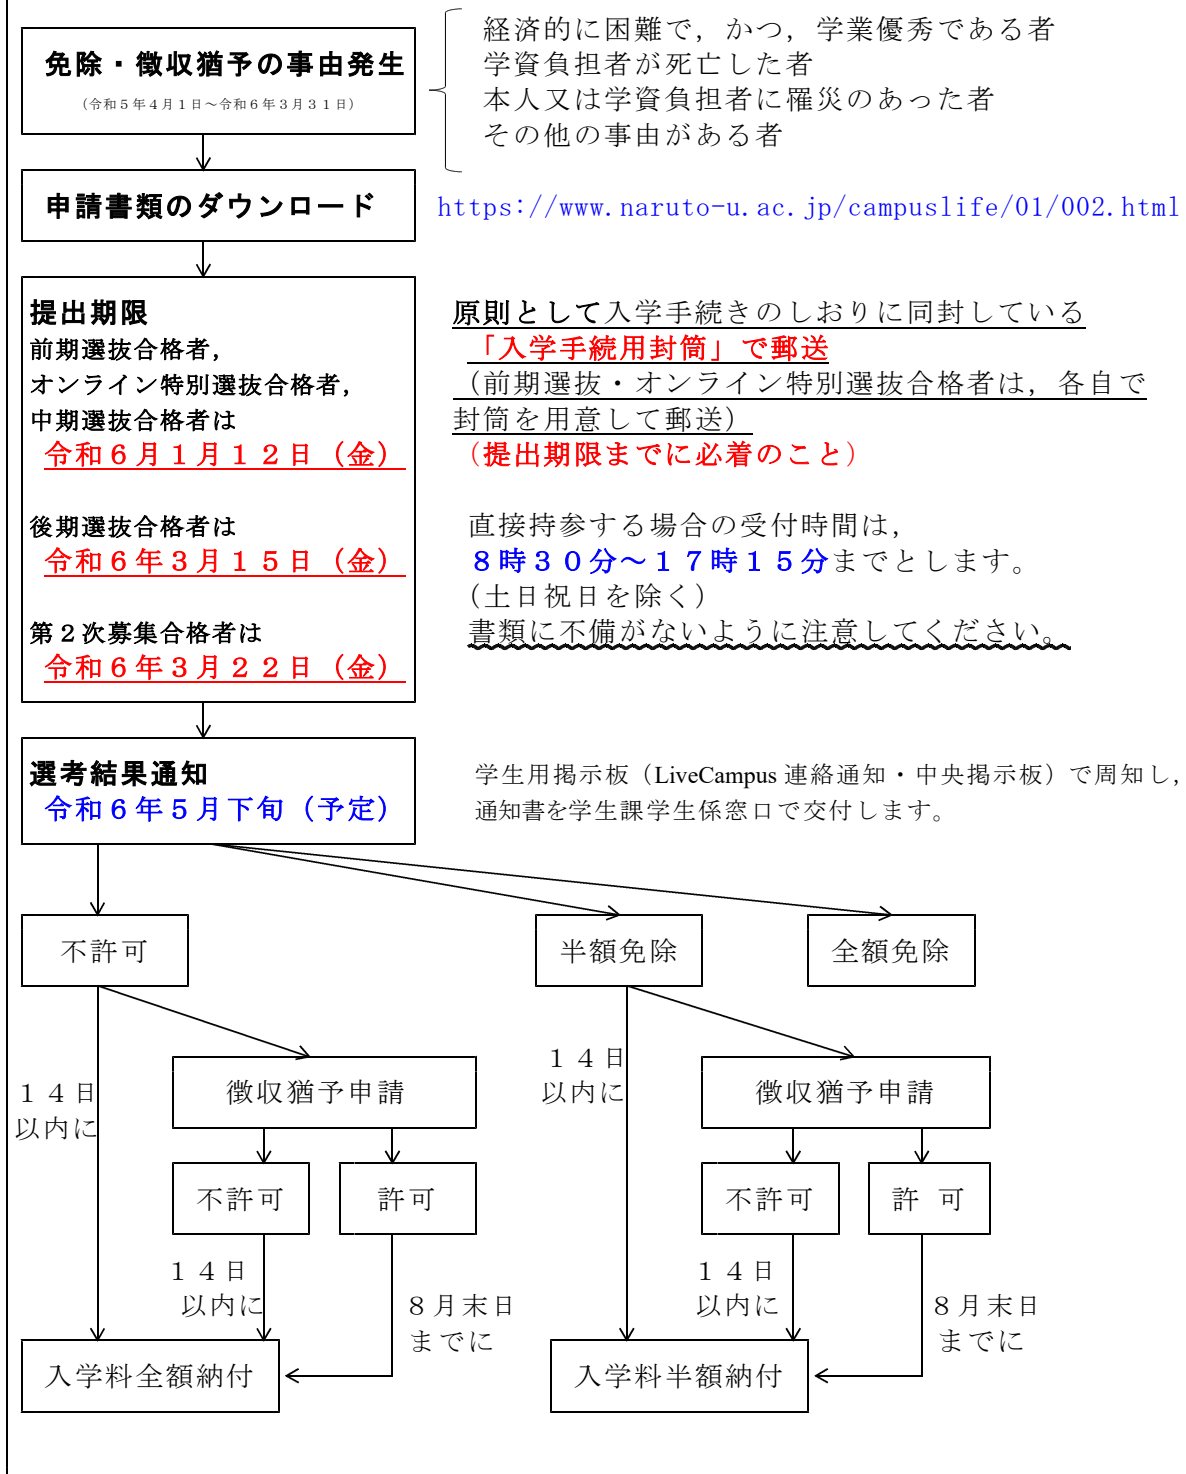 免除・徴収猶予の事由発生
(令和５年４月１日～令和６年３月３１日)
経済的に困難で，かつ，学業優秀である者
学資負担者が死亡した者
本人又は学資負担者に罹災のあった者
その他の事由がある者
申請書類のダウンロード
https://www.naruto-u.ac.jp/campuslife/01/002.html
提出期限
前期選抜合格者，
オンライン特別選抜合格者，
中期選抜合格者は
令和６月１月１２日（金）
後期選抜合格者は
令和６年３月１５日（金）
第２次募集合格者は
令和６年３月２２日（金）
原則として入学手続きのしおりに同封している
「入学手続用封筒」で郵送
（前期選抜・オンライン特別選抜合格者は，各自で
封筒を用意して郵送）
（提出期限までに必着のこと）
直接持参する場合の受付時間は，
８時３０分～１７時１５分までとします。
（土日祝日を除く）
書類に不備がないように注意してください。
選考結果通知
令和６年５月下旬（予定）
学生用掲示板（LiveCampus 連絡通知・中央掲示板）で周知し，
通知書を学生課学生係窓口で交付します。
不許可
半額免除
全額免除
１４日
以内に
徴収猶予申請
不許可
許可
１４日
以内に
８月末日
までに
入学料全額納付
１４日
以内に
徴収猶予申請
不許可
許 可
１４日
以内に
８月末日
までに
入学料半額納付